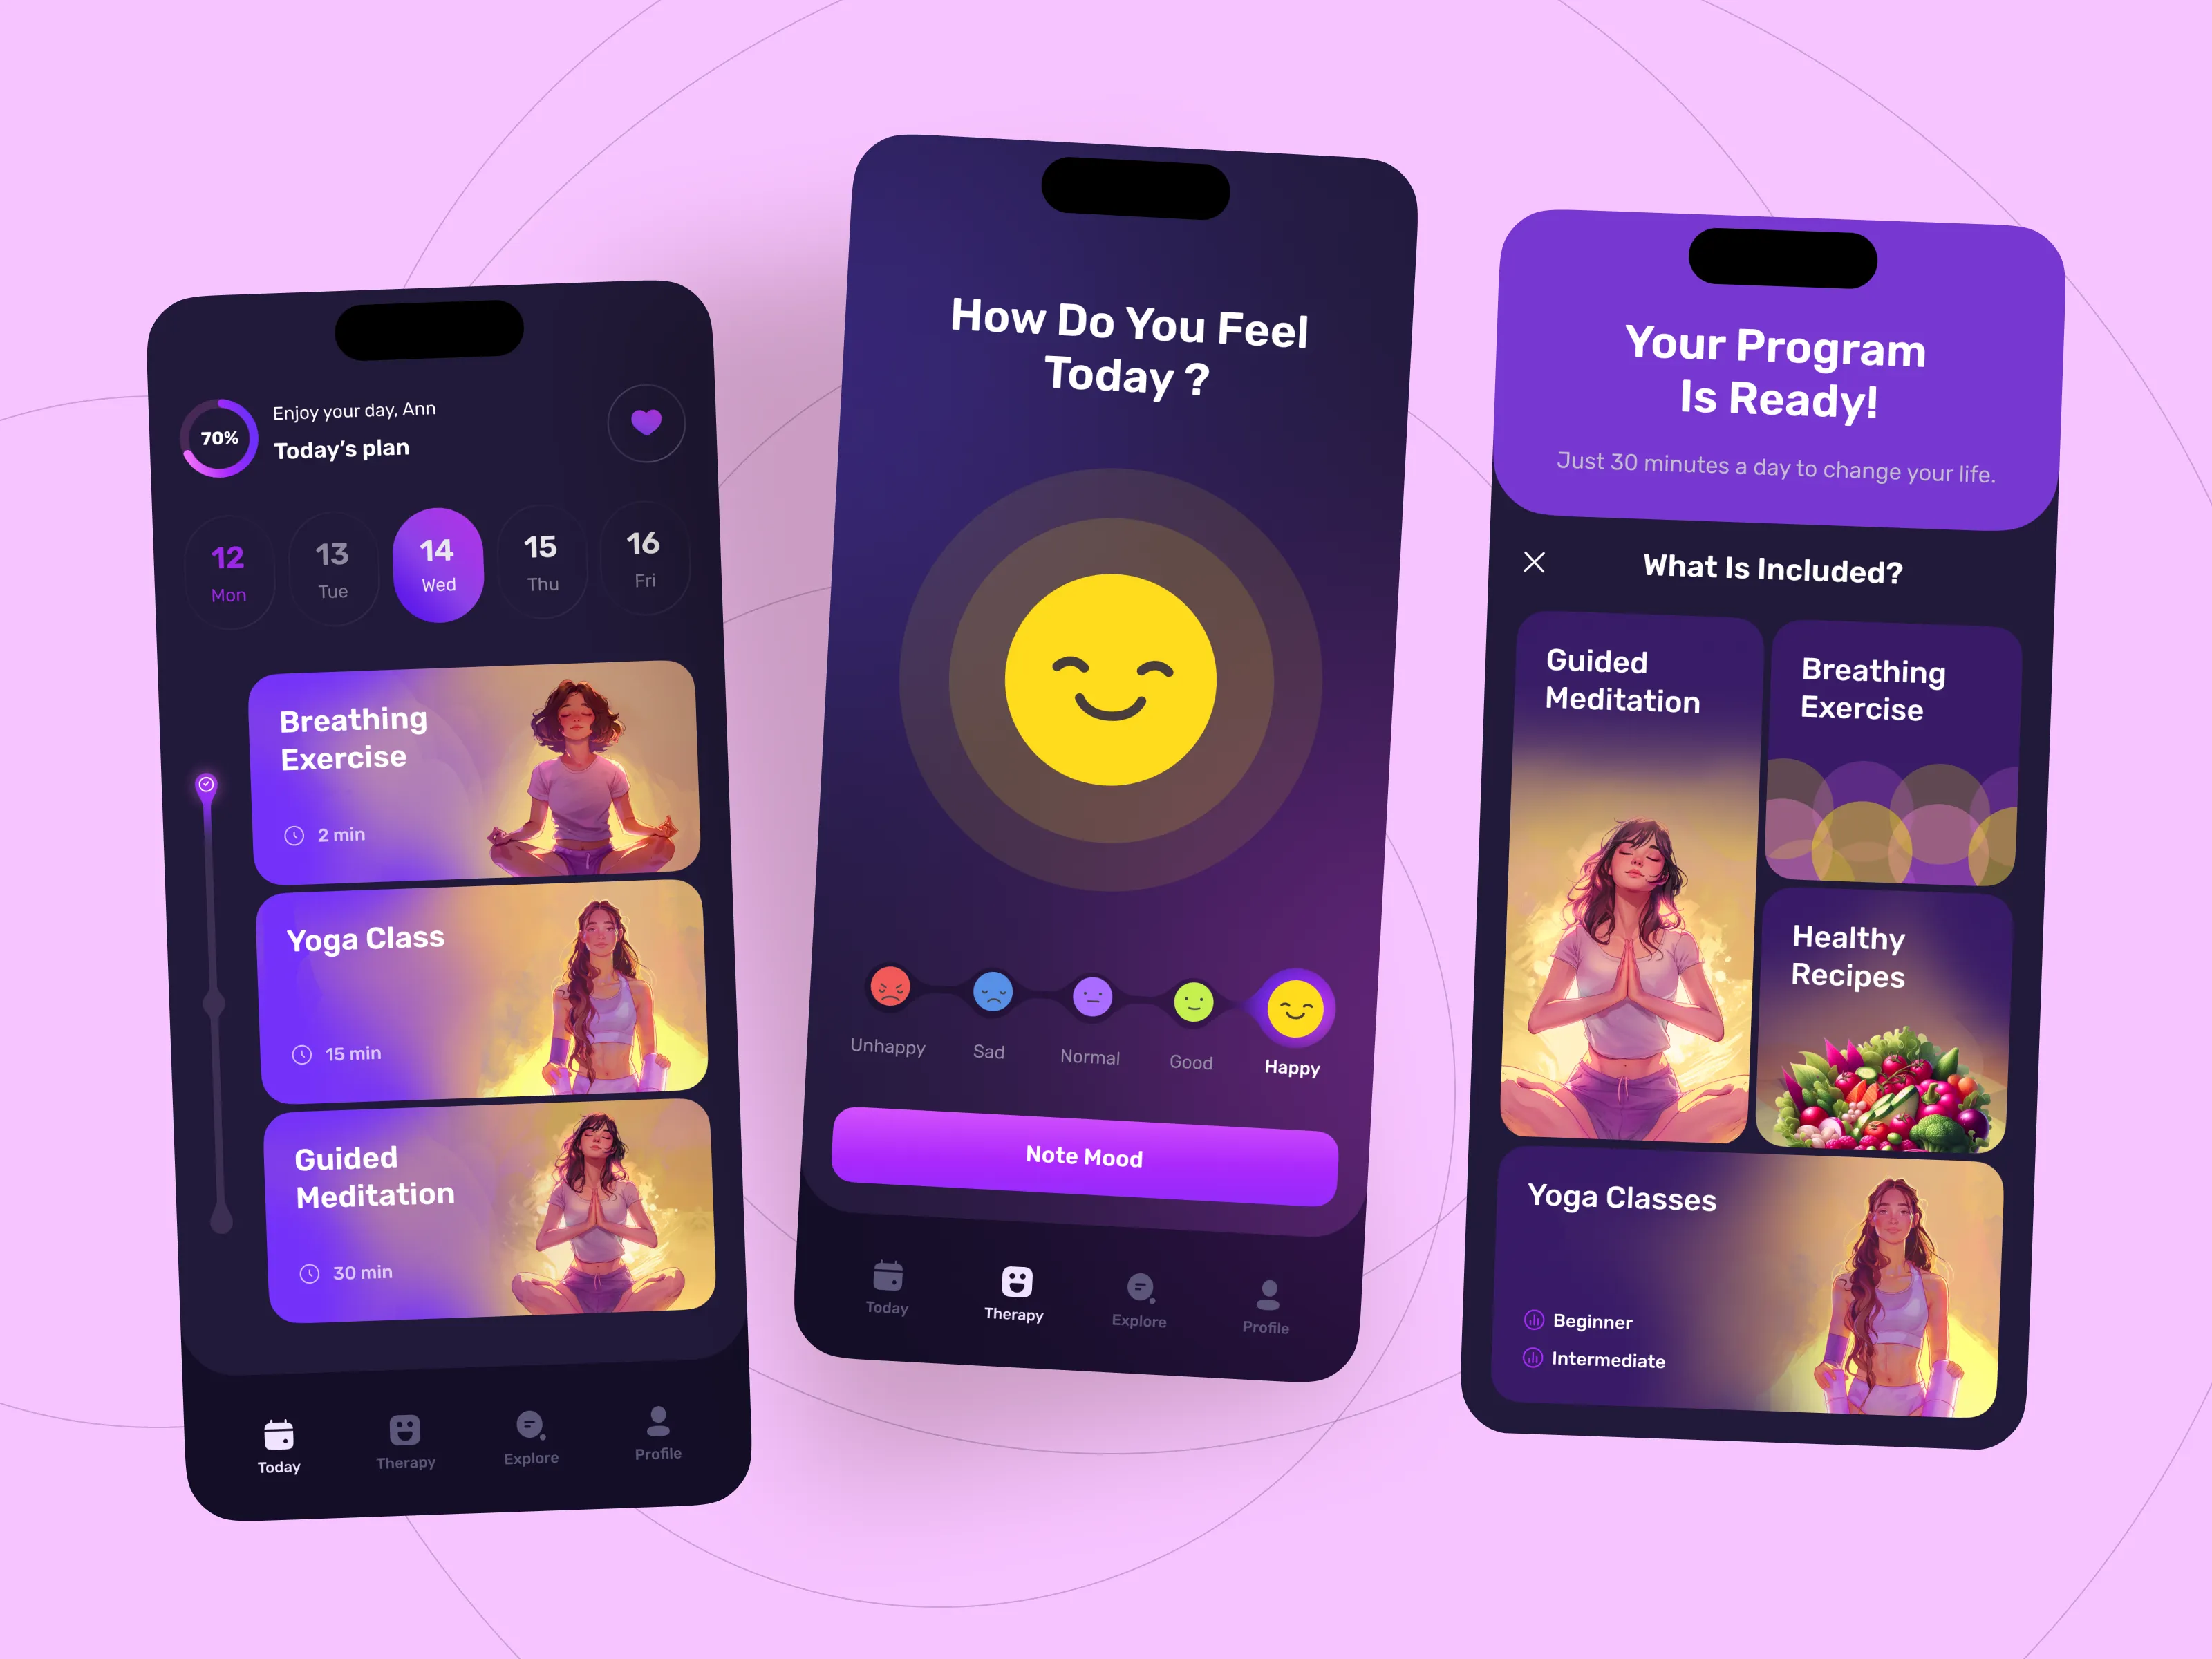 70%
Enjoy your day, Ann
Today's plan
12
Mon
13
Tue
14
Wed
15
Thu
16
Fri
Breathing
Exercise
2 min
Yoga Class
15 min
Guided
Meditation
30 min
Today
Therapy
Explore
Profile
How Do You Feel
Today ?
Unhappy
Sad
Normal
Good
Happy
Note Mood
Today
Therapy
Explore
Profile
Your Program
Is Ready!
Just 30 minutes a day to change your life.
What Is Included?
Guided
Meditation
Breathing
Exercise
Healthy
Recipes
Yoga Classes
Beginner
Intermediate